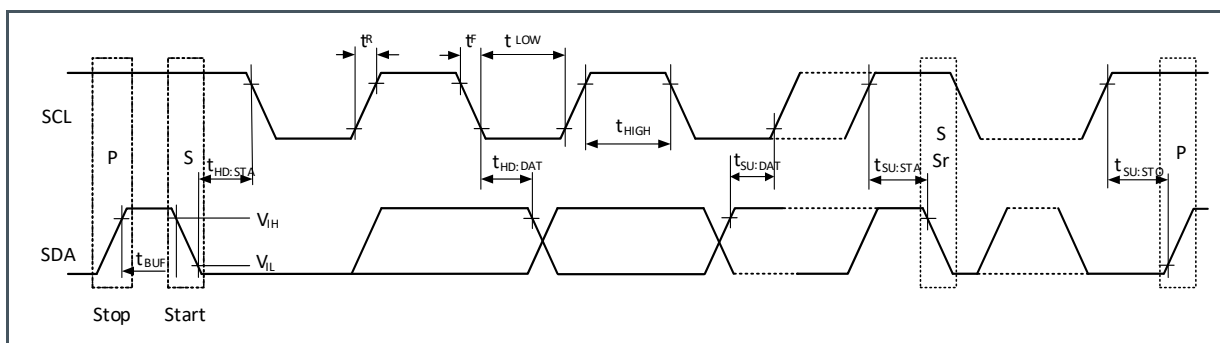 tR tF t LOW
SCL
P S tHD:STA tHD:DAT tHIGH tSU:DAT tSU:STA S Sr tSU:STO P
VIH
SDA tBUF VIL
Stop Start